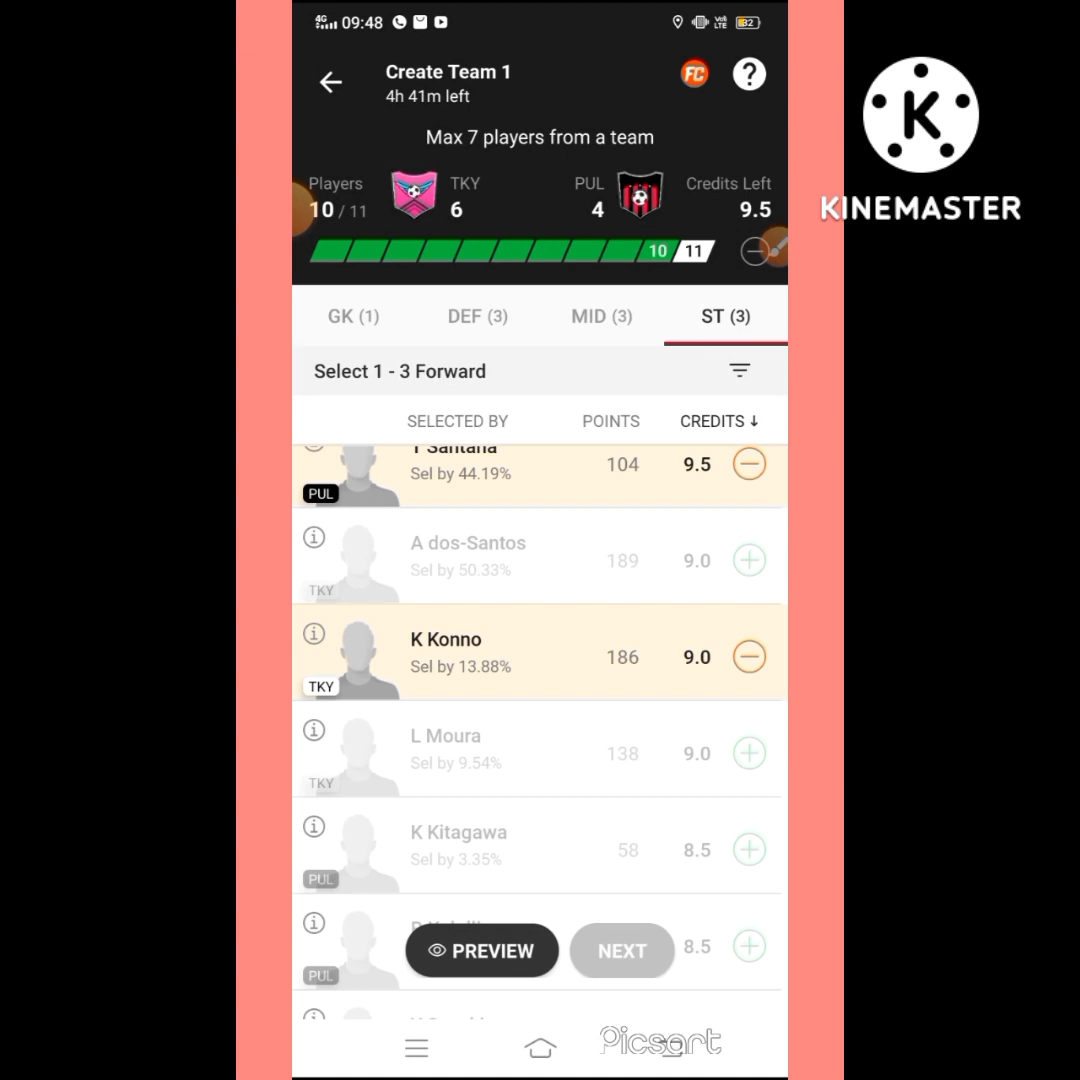 4G 09:48 VoI LTE 32
Create Team 1
4h 41m left
FC ?
Max 7 players from a team
Players TKY PUL Credits Left
10 / 11 6 4 9.5
10 11
GK (1) DEF (3) MID (3) ST (3)
Select 1 - 3 Forward
SELECTED BY POINTS CREDITS ↓
T Santana
Sel by 44.19% 104 9.5
PUL
A dos-Santos
Sel by 50.33% 189 9.0
TKY
K Konno
Sel by 13.88% 186 9.0
TKY
L Moura
Sel by 9.54% 138 9.0
TKY
K Kitagawa
Sel by 3.35% 58 8.5
PUL
PREVIEW NEXT 8.5
PUL
Picsart
K
KINEMASTER